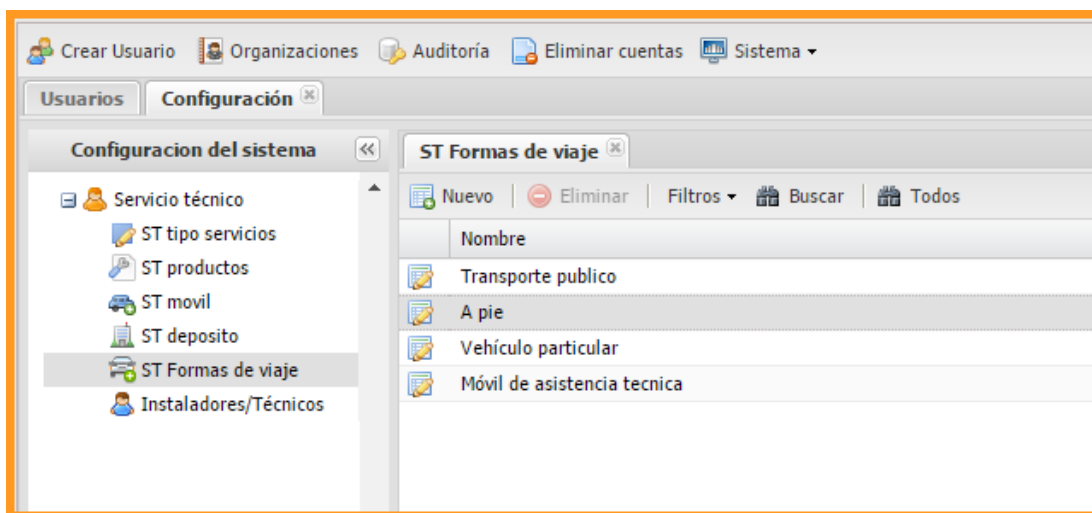 Crear Usuario Organizaciones Auditoría Eliminar cuentas Sistema
Usuarios Configuración
Configuracion del sistema
Servicio técnico
ST tipo servicios
ST productos
ST movil
ST deposito
ST Formas de viaje
Instaladores/Técnicos
ST Formas de viaje
Nuevo Eliminar Filtros Buscar Todos
Nombre
Transporte publico
A pie
Vehículo particular
Móvil de asistencia tecnica